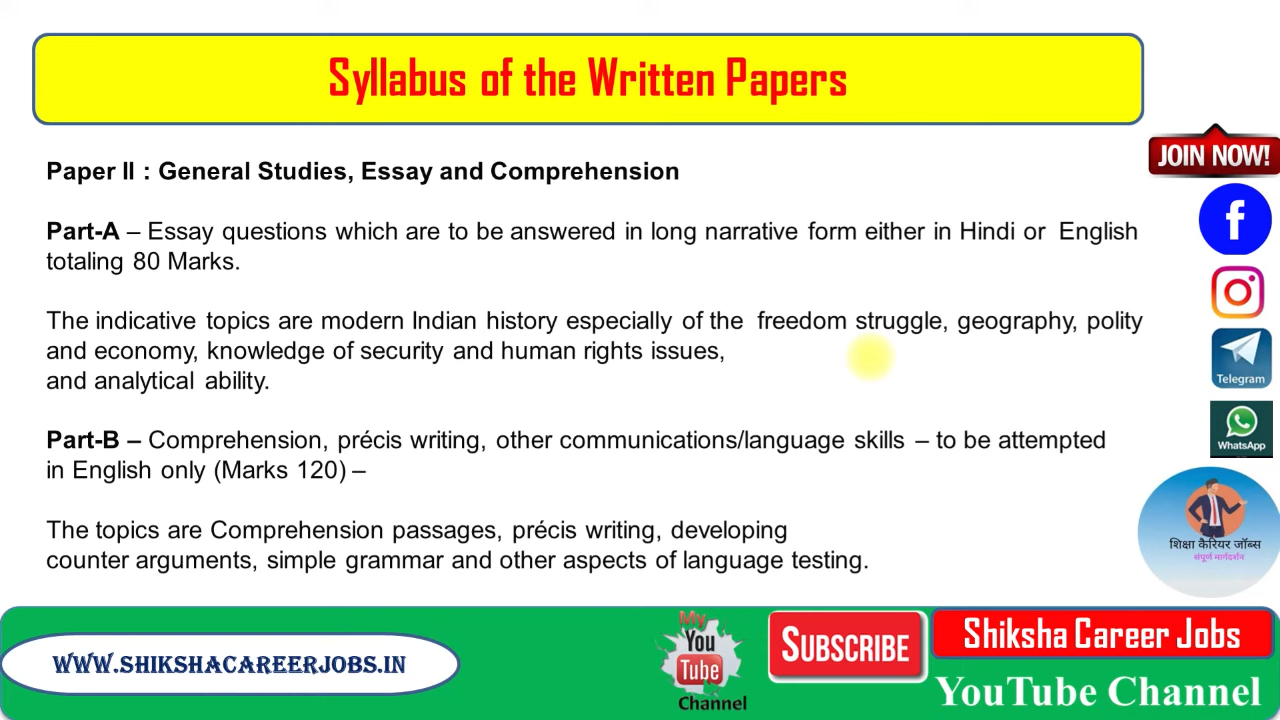 Syllabus of the Written Papers
JOIN NOW!
Paper II : General Studies, Essay and Comprehension
Part-A – Essay questions which are to be answered in long narrative form either in Hindi or English
totaling 80 Marks.
The indicative topics are modern Indian history especially of the freedom struggle, geography, polity
and economy, knowledge of security and human rights issues,
and analytical ability.
Telegram
Part-B – Comprehension, précis writing, other communications/language skills – to be attempted
in English only (Marks 120) –
WhatsApp
The topics are Comprehension passages, précis writing, developing
counter arguments, simple grammar and other aspects of language testing.
शिक्षा कैरियर जॉब्स
संपूर्ण मार्गदर्शन
WWW.SHIKSHACAREERJOBS.IN
My
You
Tube
Channel
SUBSCRIBE
Shiksha Career Jobs
YouTube Channel